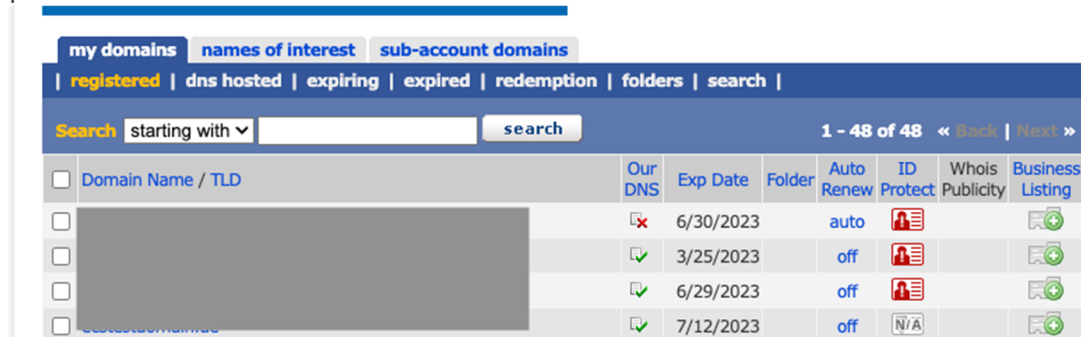 my domains names of interest sub-account domains
| registered | dns hosted | expiring | expired | redemption | folders | search |
Search starting with search 1 - 48 of 48 « Back | Next »
Domain Name / TLD Our DNS Exp Date Folder Auto Renew ID Protect Whois Publicity Business Listing
6/30/2023 auto
3/25/2023 off
6/29/2023 off
7/12/2023 off N/A